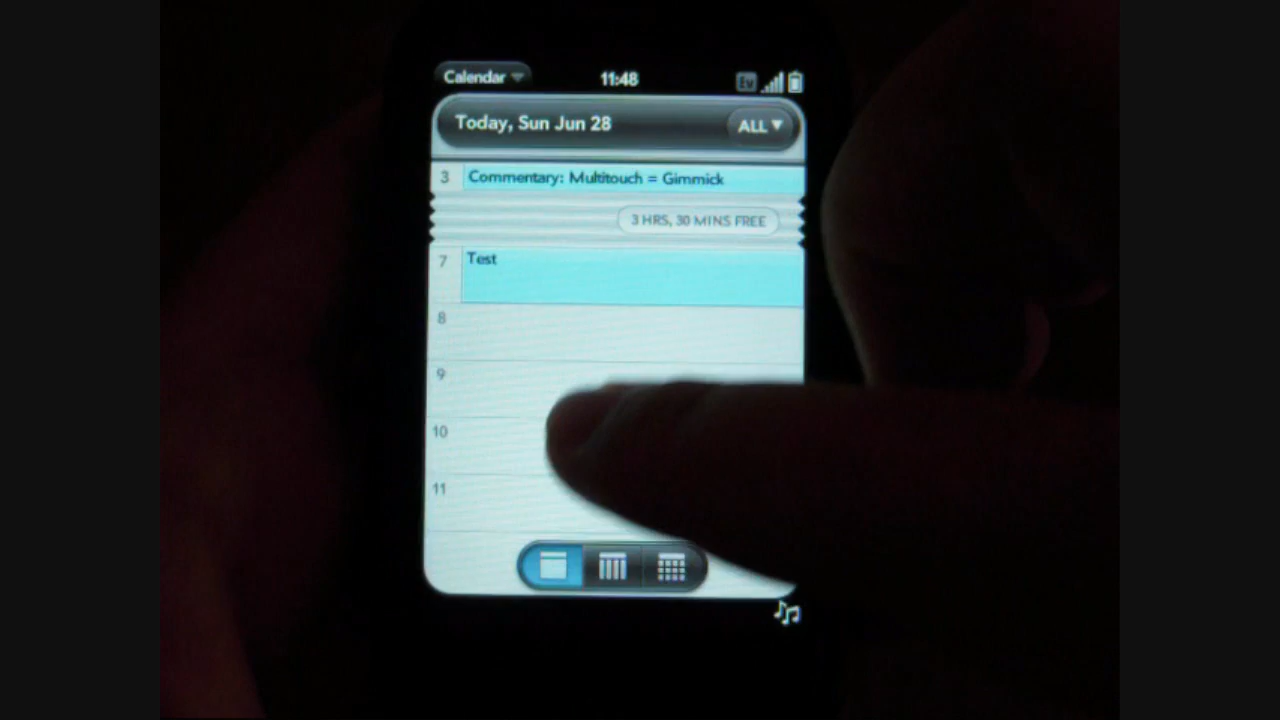 Calendar 11:48 Ev
Today, Sun Jun 28 ALL
3 Commentary: Multitouch = Gimmick
3 HRS, 30 MINS FREE
7 Test
8
9
10
11